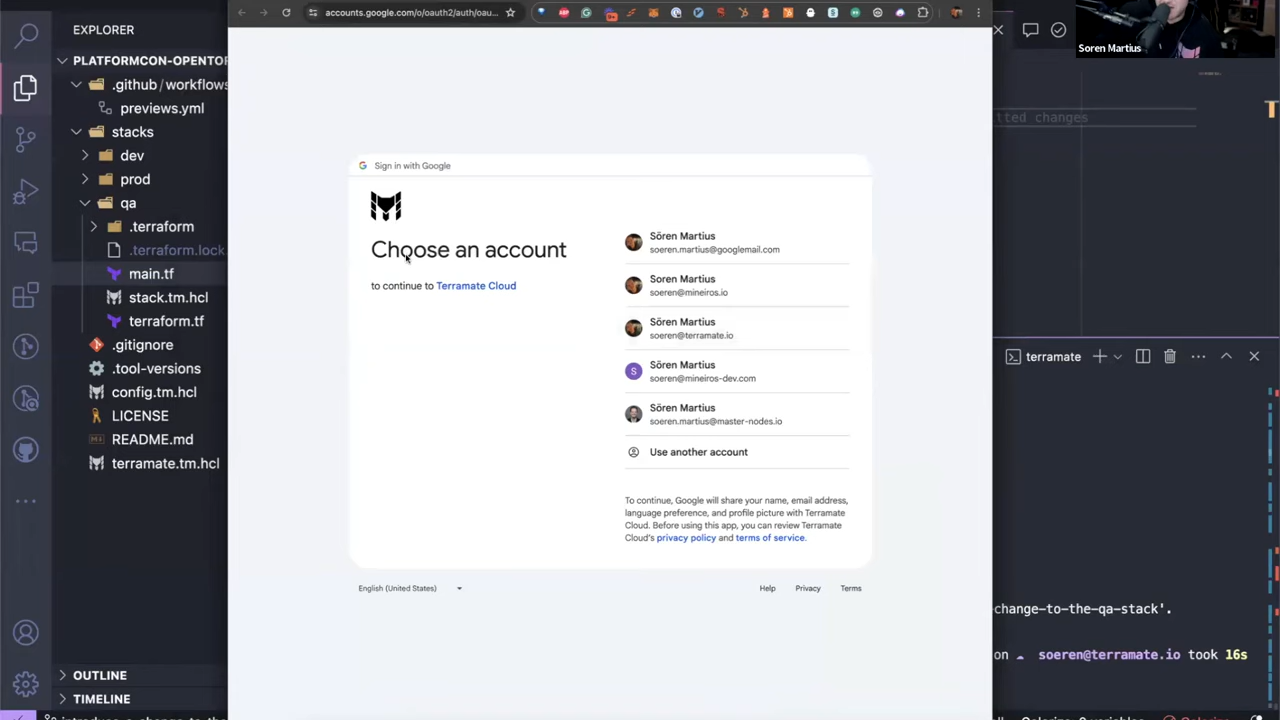 accounts.google.com/o/oauth2/auth/oau...
Soren Martius
EXPLORER
PLATFORMCON-OPENTOF
.github/workflows
previews.yml
stacks
dev
prod
qa
.terraform
.terraform.lock.
main.tf
stack.tm.hcl
terraform.tf
.gitignore
.tool-versions
config.tm.hcl
LICENSE
README.md
terramate.tm.hcl
OUTLINE
TIMELINE
Sign in with Google
Choose an account
to continue to Terramate Cloud
Sören Martius
soeren.martius@googlemail.com
Soren Martius
soeren@mineiros.io
Sören Martius
soeren@terramate.io
S
Sören Martius
soeren@mineiros-dev.com
Sören Martius
soeren.martius@master-nodes.io
Use another account
To continue, Google will share your name, email address,
language preference, and profile picture with Terramate
Cloud. Before using this app, you can review Terramate
Cloud's privacy policy and terms of service.
English (United States)
Help Privacy Terms
tted changes
terramate
-change-to-the-qa-stack'.
on soeren@terramate.io took 16s